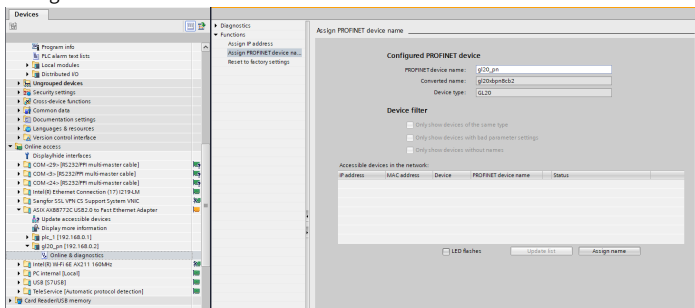 Devices
Program info
PLC alarm text lists
Local modules
Distributed I/O
Ungrouped devices
Security settings
Cross-device functions
Common data
Documentation settings
Languages & resources
Version control interface
Online access
Display/hide interfaces
COM <29> [RS232/PPI multi-master cable]
COM <3> [RS232/PPI multi-master cable]
COM <24> [RS232/PPI multi-master cable]
Intel(R) Ethernet Connection (17) I219-LM
Sangfor SSL VPN CS Support System VNIC
ASIX AX88772C USB2.0 to Fast Ethernet Adapter
Update accessible devices
Display more information
plc_1 [192.168.0.1]
gl20_pn [192.168.0.2]
Online & diagnostics
Intel(R) Wi-Fi 6E AX211 160MHz
PC internal [Local]
USB [S7USB]
TeleService [Automatic protocol detection]
Card Reader/USB memory
Diagnostics
Functions
Assign IP address
Assign PROFINET device na...
Reset to factory settings
Assign PROFINET device name
Configured PROFINET device
PROFINET device name: gl20_pn
Converted name: gl20xbpn8cb2
Device type: GL20
Device filter
Only show devices of the same type
Only show devices with bad parameter settings
Only show devices without names
Accessible devices in the network:
IP address MAC address Device PROFINET device name Status
LED flashes Update list Assign name